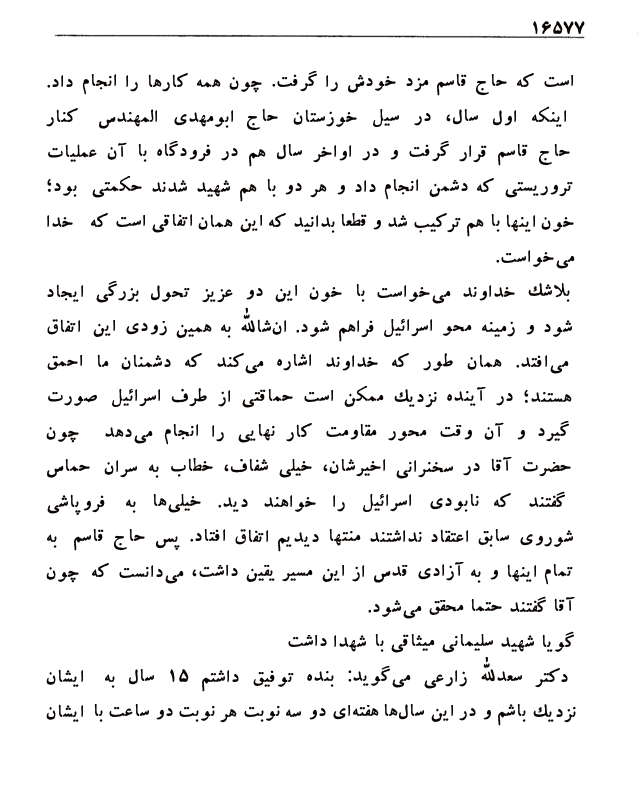 ۱۶۵۷۷
است که حاج قاسم مزد خودش را گرفت. چون همه کارها را انجام داد.
اینکه اول سال، در سیل خوزستان حاج ابومهدی المهندس کنار
حاج قاسم قرار گرفت و در اواخر سال هم در فرودگاه با آن عملیات
تروریستی که دشمن انجام داد و هر دو با هم شهید شدند حکمتی بود؛
خون اینها با هم ترکیب شد و قطعا بدانید که این همان اتفاقی است که خدا
می‌خواست.
بلاشك خداوند می‌خواست با خون این دو عزیز تحول بزرگی ایجاد
شود و زمینه محو اسرائیل فراهم شود. ان‌شالله به همین زودی این اتفاق
می‌افتد. همان طور که خداوند اشاره می‌کند که دشمنان ما احمق
هستند؛ در آینده نزدیك ممکن است حماقتی از طرف اسرائیل صورت
گیرد و آن وقت محور مقاومت کار نهایی را انجام می‌دهد چون
حضرت آقا در سخنرانی اخیرشان، خیلی شفاف، خطاب به سران حماس
گفتند که نابودی اسرائیل را خواهند دید. خیلی‌ها به فروپاشی
شوروی سابق اعتقاد نداشتند منتها دیدیم اتفاق افتاد. پس حاج قاسم به
تمام اینها و به آزادی قدس از این مسیر یقین داشت، می‌دانست که چون
آقا گفتند حتما محقق می‌شود.
گویا شهید سلیمانی میثاقی با شهدا داشت
دکتر سعدلله زارعی می‌گوید: بنده توفیق داشتم ۱۵ سال به ایشان
نزدیك باشم و در این سال‌ها هفته‌ای دو سه نوبت هر نوبت دو ساعت با ایشان